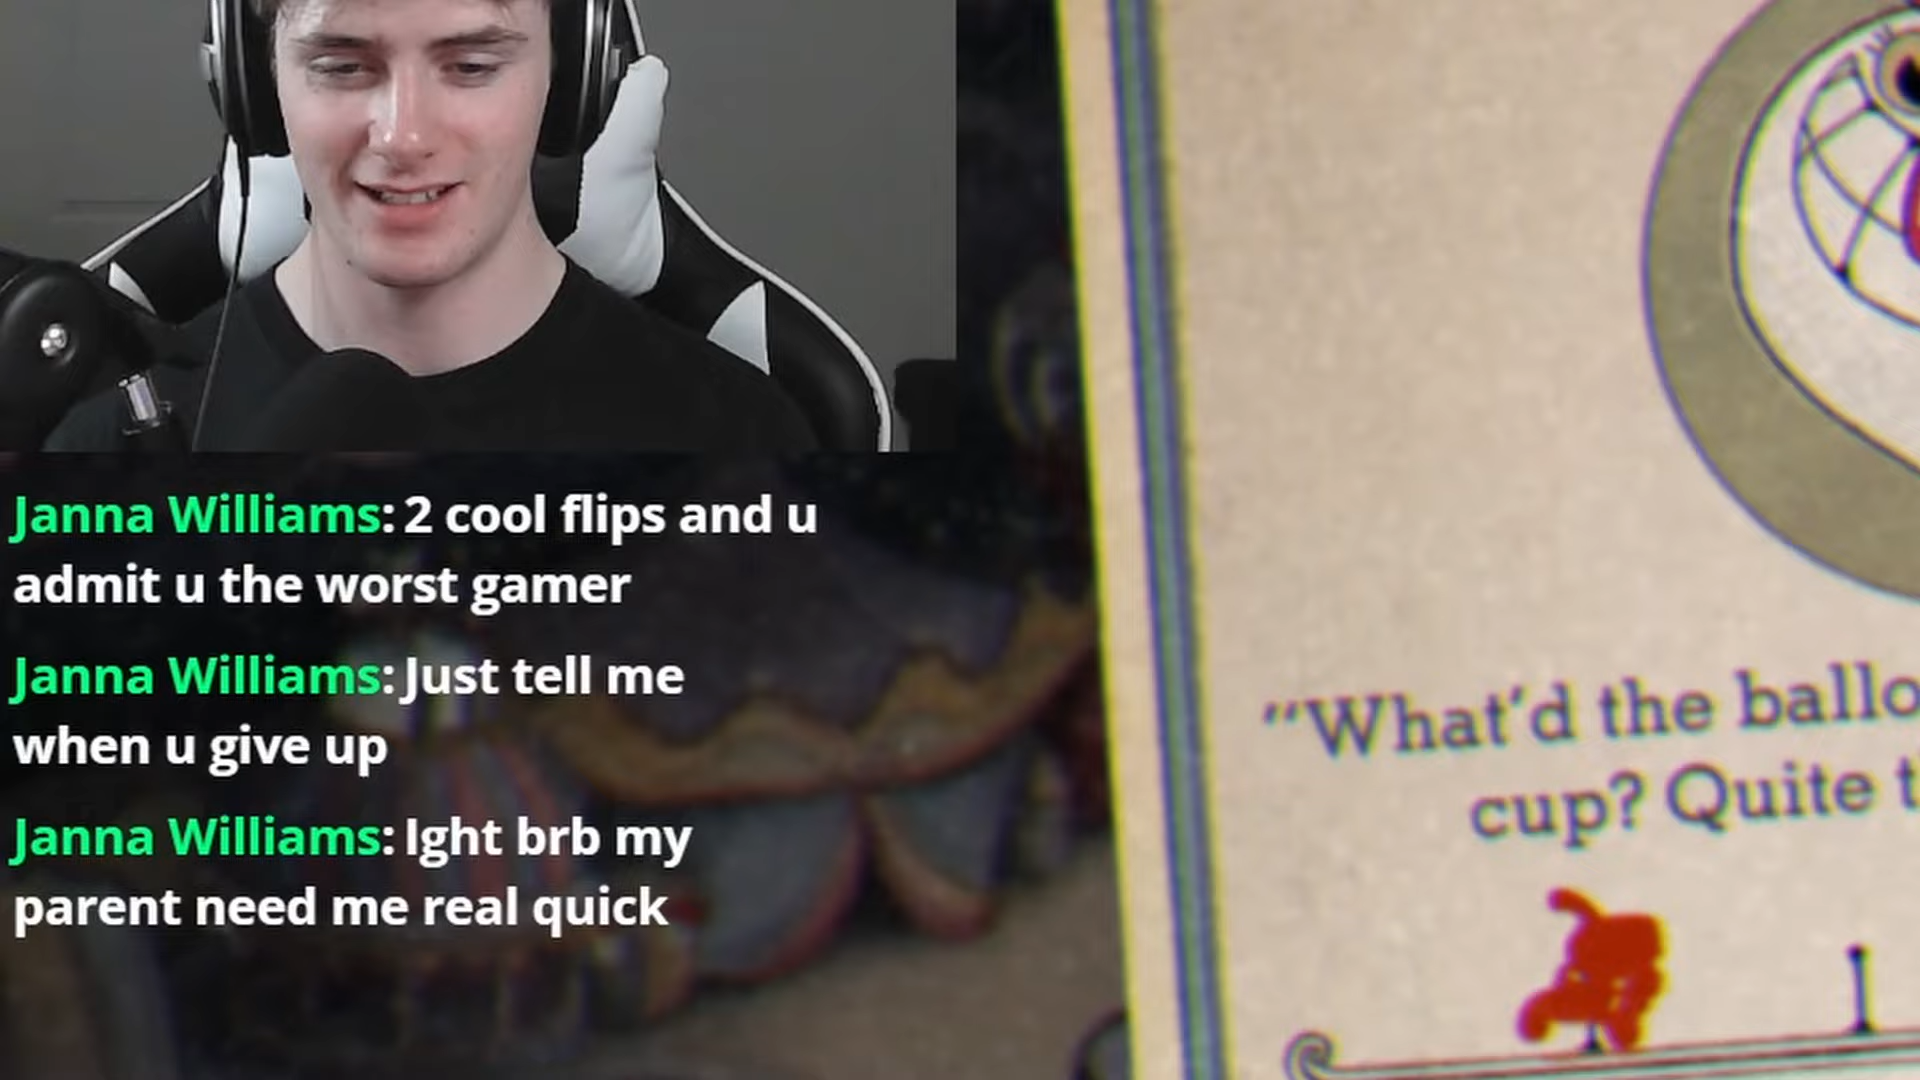 Janna Williams: 2 cool flips and u
admit u the worst gamer
Janna Williams: Just tell me
when u give up
Janna Williams: Ight brb my
parent need me real quick
“What’d the ballo
cup? Quite t